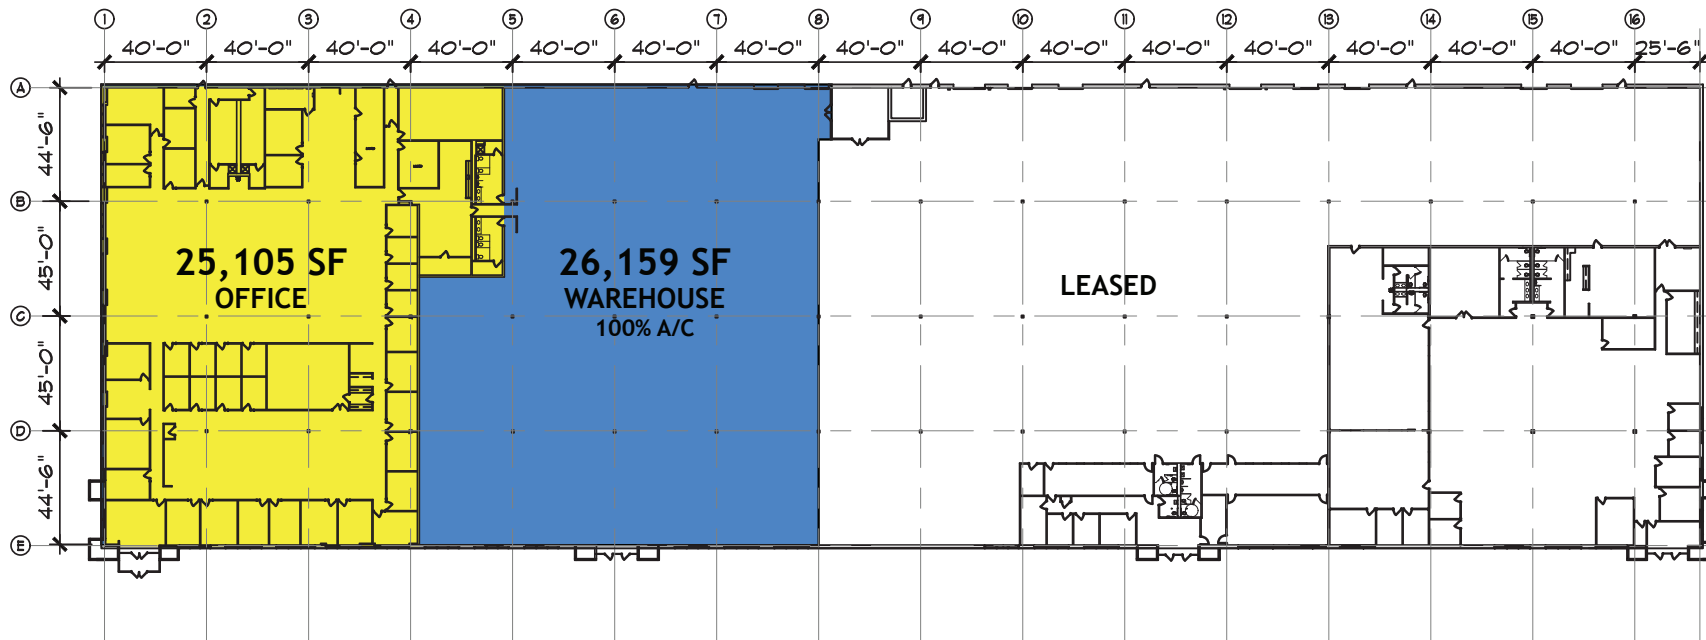 1 2 3 4 5 6 7 8 9 10 11 12 13 14 15 16
40'-0" 40'-0" 40'-0" 40'-0" 40'-0" 40'-0" 40'-0" 40'-0" 40'-0" 40'-0" 40'-0" 40'-0" 40'-0" 40'-0" 40'-0" 25'-6"
A
44'-6"
B
45'-0"
C
45'-0"
D
44'-6"
E
25,105 SF
OFFICE
26,159 SF
WAREHOUSE
100% A/C
LEASED